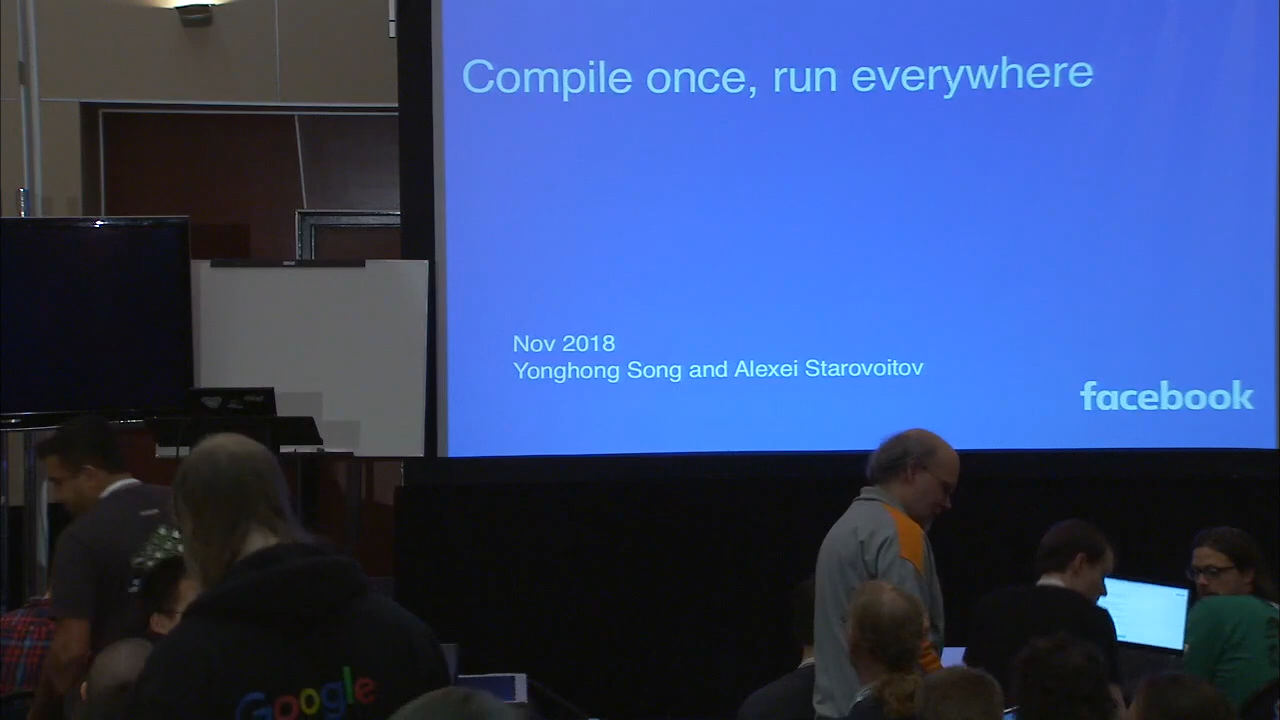 Compile once, run everywhere
Nov 2018
Yonghong Song and Alexei Starovoitov
facebook
Google